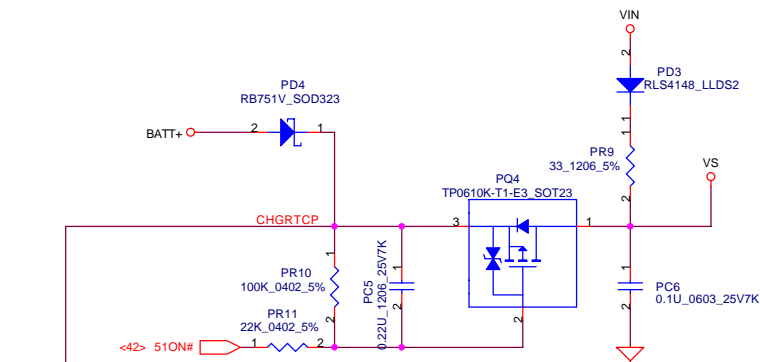 VIN
2
PD3
RLS4148_LLDS2
1
PD4
RB751V_SOD323
BATT+
2
1
1
PR9
33_1206_5%
2
VS
PQ4
TP0610K-T1-E3_SOT23
CHGRTCP
3
1
1
PR10
100K_0402_5%
2
PC5
0.22U_1206_25V7K
1
2
1
PC6
0.1U_0603_25V7K
2
PR11
22K_0402_5%
2
<42> 51ON#
1
2